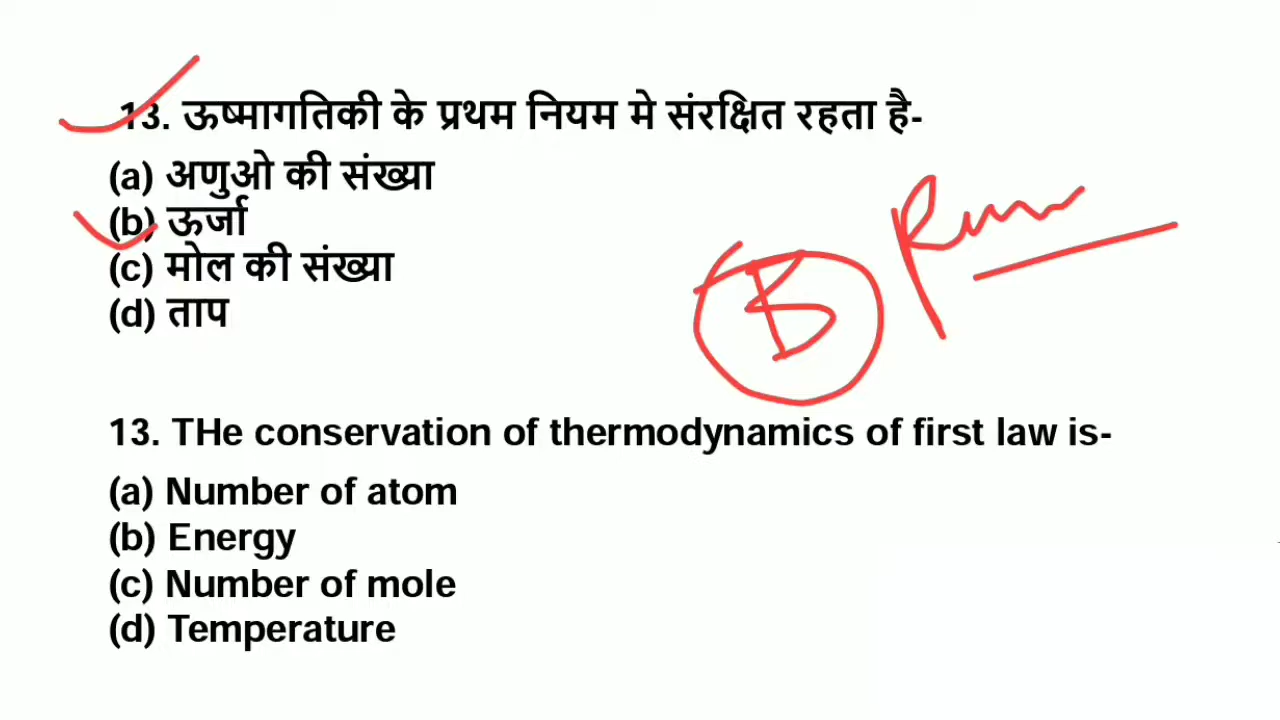 13. ऊष्मागतिकी के प्रथम नियम मे संरक्षित रहता है-
(a) अणुओ की संख्या
(b) ऊर्जा
(c) मोल की संख्या
(d) ताप
B
13. THe conservation of thermodynamics of first law is-
(a) Number of atom
(b) Energy
(c) Number of mole
(d) Temperature